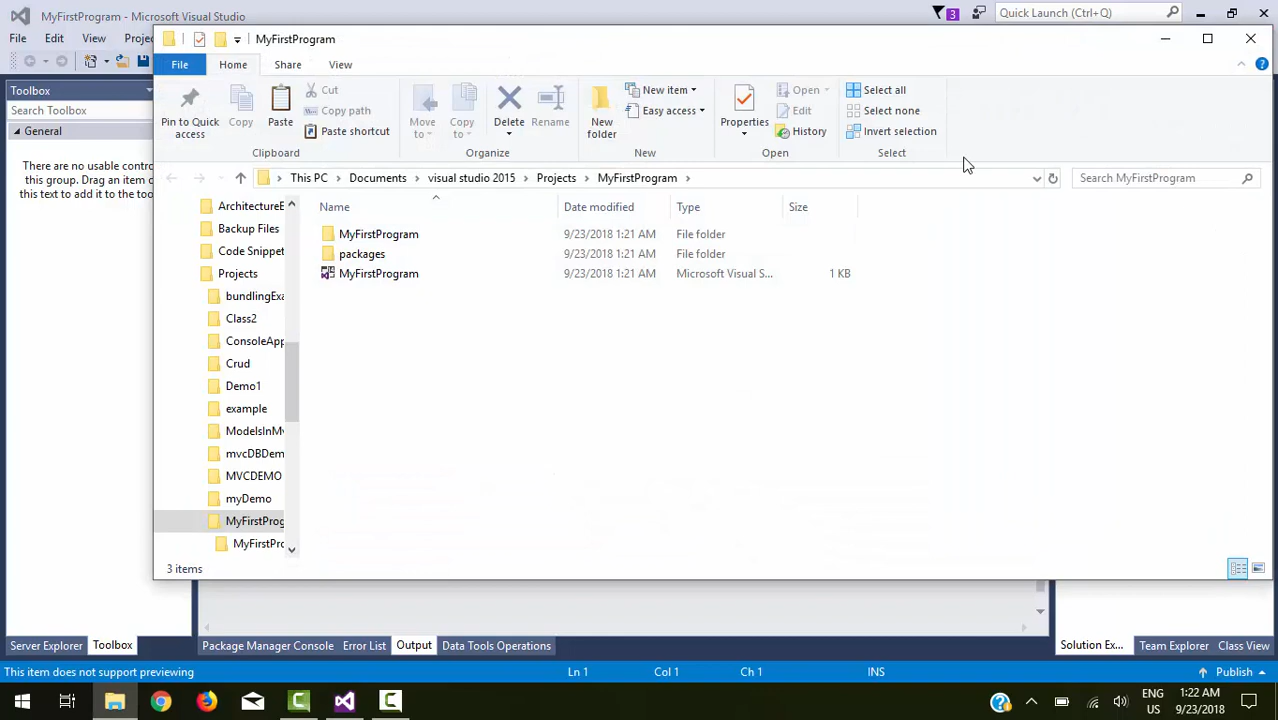 MyFirstProgram - Microsoft Visual Studio
3
Quick Launch (Ctrl+Q)
File Edit View Project
MyFirstProgram
File Home Share View
Pin to Quick access
Copy
Paste
Cut
Copy path
Paste shortcut
Clipboard
Move to
Copy to
Delete
Rename
Organize
New folder
New item
Easy access
New
Properties
Open
Edit
History
Open
Select all
Select none
Invert selection
Select
This PC > Documents > visual studio 2015 > Projects > MyFirstProgram >
Search MyFirstProgram
Toolbox
Search Toolbox
General
There are no usable contro
this group. Drag an item o
this text to add it to the too
ArchitectureE
Backup Files
Code Snippet
Projects
bundlingExa
Class2
ConsoleApp
Crud
Demo1
example
ModelsInMv
mvcDBDem
MVCDEMO
myDemo
MyFirstProg
MyFirstPro
Name Date modified Type Size
MyFirstProgram 9/23/2018 1:21 AM File folder
packages 9/23/2018 1:21 AM File folder
MyFirstProgram 9/23/2018 1:21 AM Microsoft Visual S... 1 KB
3 items
Server Explorer Toolbox
Package Manager Console Error List Output Data Tools Operations
Solution Ex... Team Explorer Class View
This item does not support previewing Ln 1 Col 1 Ch 1 INS Publish
ENG
US
1:22 AM
9/23/2018